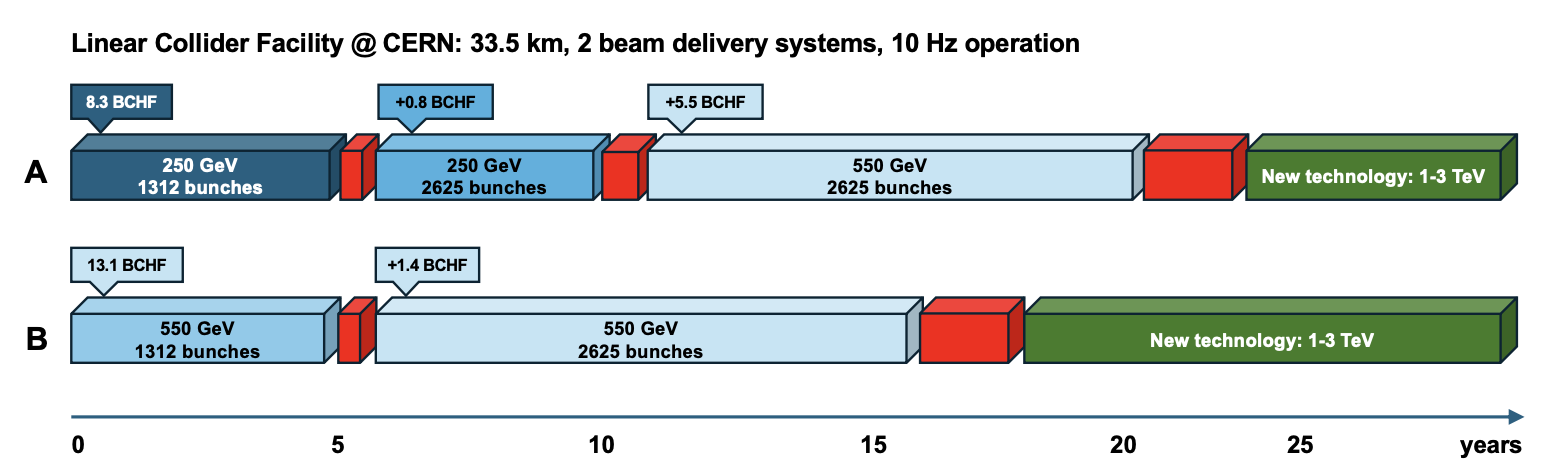 Linear Collider Facility @ CERN: 33.5 km, 2 beam delivery systems, 10 Hz operation
8.3 BCHF
+0.8 BCHF
+5.5 BCHF
A
250 GeV
1312 bunches
250 GeV
2625 bunches
550 GeV
2625 bunches
New technology: 1-3 TeV
13.1 BCHF
+1.4 BCHF
B
550 GeV
1312 bunches
550 GeV
2625 bunches
New technology: 1-3 TeV
0 5 10 15 20 25 years